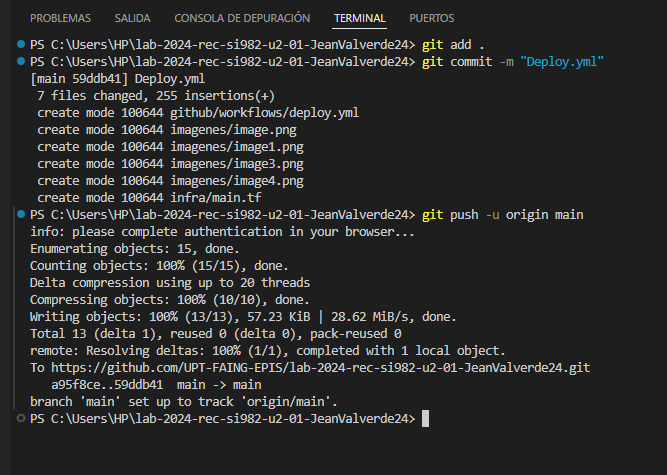 PROBLEMAS SALIDA CONSOLA DE DEPURACIÓN TERMINAL PUERTOS
PS C:\Users\HP\lab-2024-rec-si982-u2-01-JeanValverde24> git add .
PS C:\Users\HP\lab-2024-rec-si982-u2-01-JeanValverde24> git commit -m "Deploy.yml"
[main 59ddb41] Deploy.yml
7 files changed, 255 insertions(+)
create mode 100644 github/workflows/deploy.yml
create mode 100644 imagenes/image.png
create mode 100644 imagenes/image1.png
create mode 100644 imagenes/image3.png
create mode 100644 imagenes/image4.png
create mode 100644 infra/main.tf
PS C:\Users\HP\lab-2024-rec-si982-u2-01-JeanValverde24> git push -u origin main
info: please complete authentication in your browser...
Enumerating objects: 15, done.
Counting objects: 100% (15/15), done.
Delta compression using up to 20 threads
Compressing objects: 100% (10/10), done.
Writing objects: 100% (13/13), 57.23 KiB | 28.62 MiB/s, done.
Total 13 (delta 1), reused 0 (delta 0), pack-reused 0
remote: Resolving deltas: 100% (1/1), completed with 1 local object.
To https://github.com/UPT-FAING-EPIS/lab-2024-rec-si982-u2-01-JeanValverde24.git
a95f8ce..59ddb41 main -> main
branch 'main' set up to track 'origin/main'.
PS C:\Users\HP\lab-2024-rec-si982-u2-01-JeanValverde24>